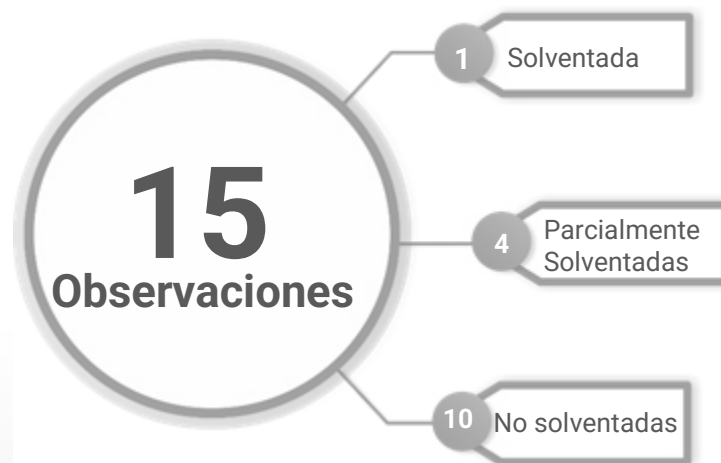 15
Observaciones
1
Solventada
4
Parcialmente
Solventadas
10
No solventadas